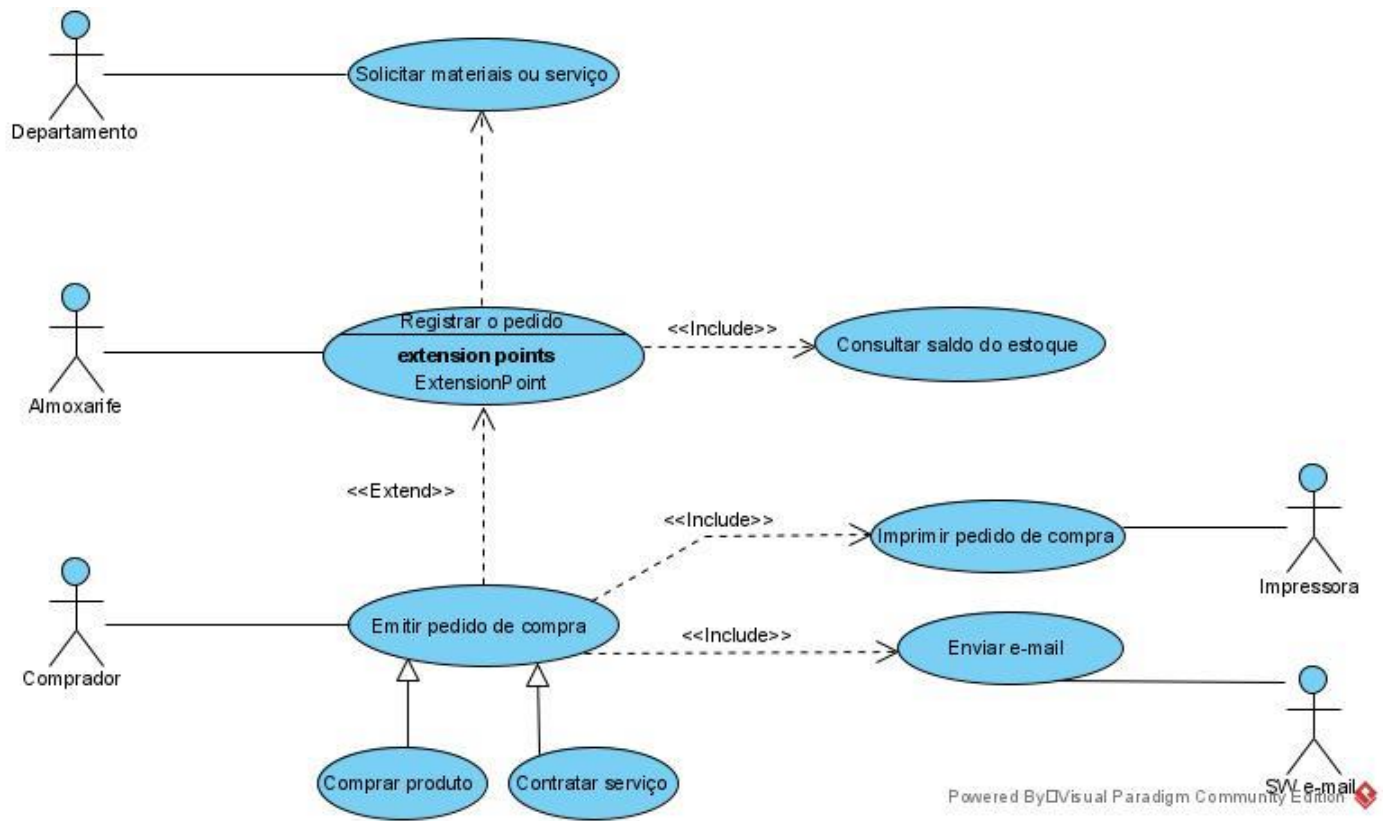 Solicitar materiais ou serviço
Departamento
Registrar o pedido
extension points
ExtensionPoint
<<Include>>
Consultar saldo do estoque
Almoxarife
<<Extend>>
<<Include>>
Imprimir pedido de compra
Impressora
Emitir pedido de compra
<<Include>>
Enviar e-mail
Comprador
Comprar produto
Contratar serviço
SW e-mail
Powered By□Visual Paradigm Community Edition